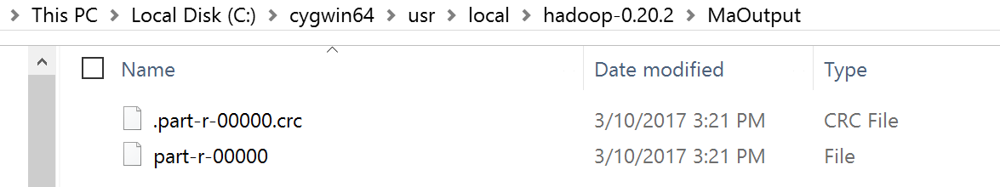 This PC > Local Disk (C:) > cygwin64 > usr > local > hadoop-0.20.2 > MaOutput
Name Date modified Type
.part-r-00000.crc 3/10/2017 3:21 PM CRC File
part-r-00000 3/10/2017 3:21 PM File